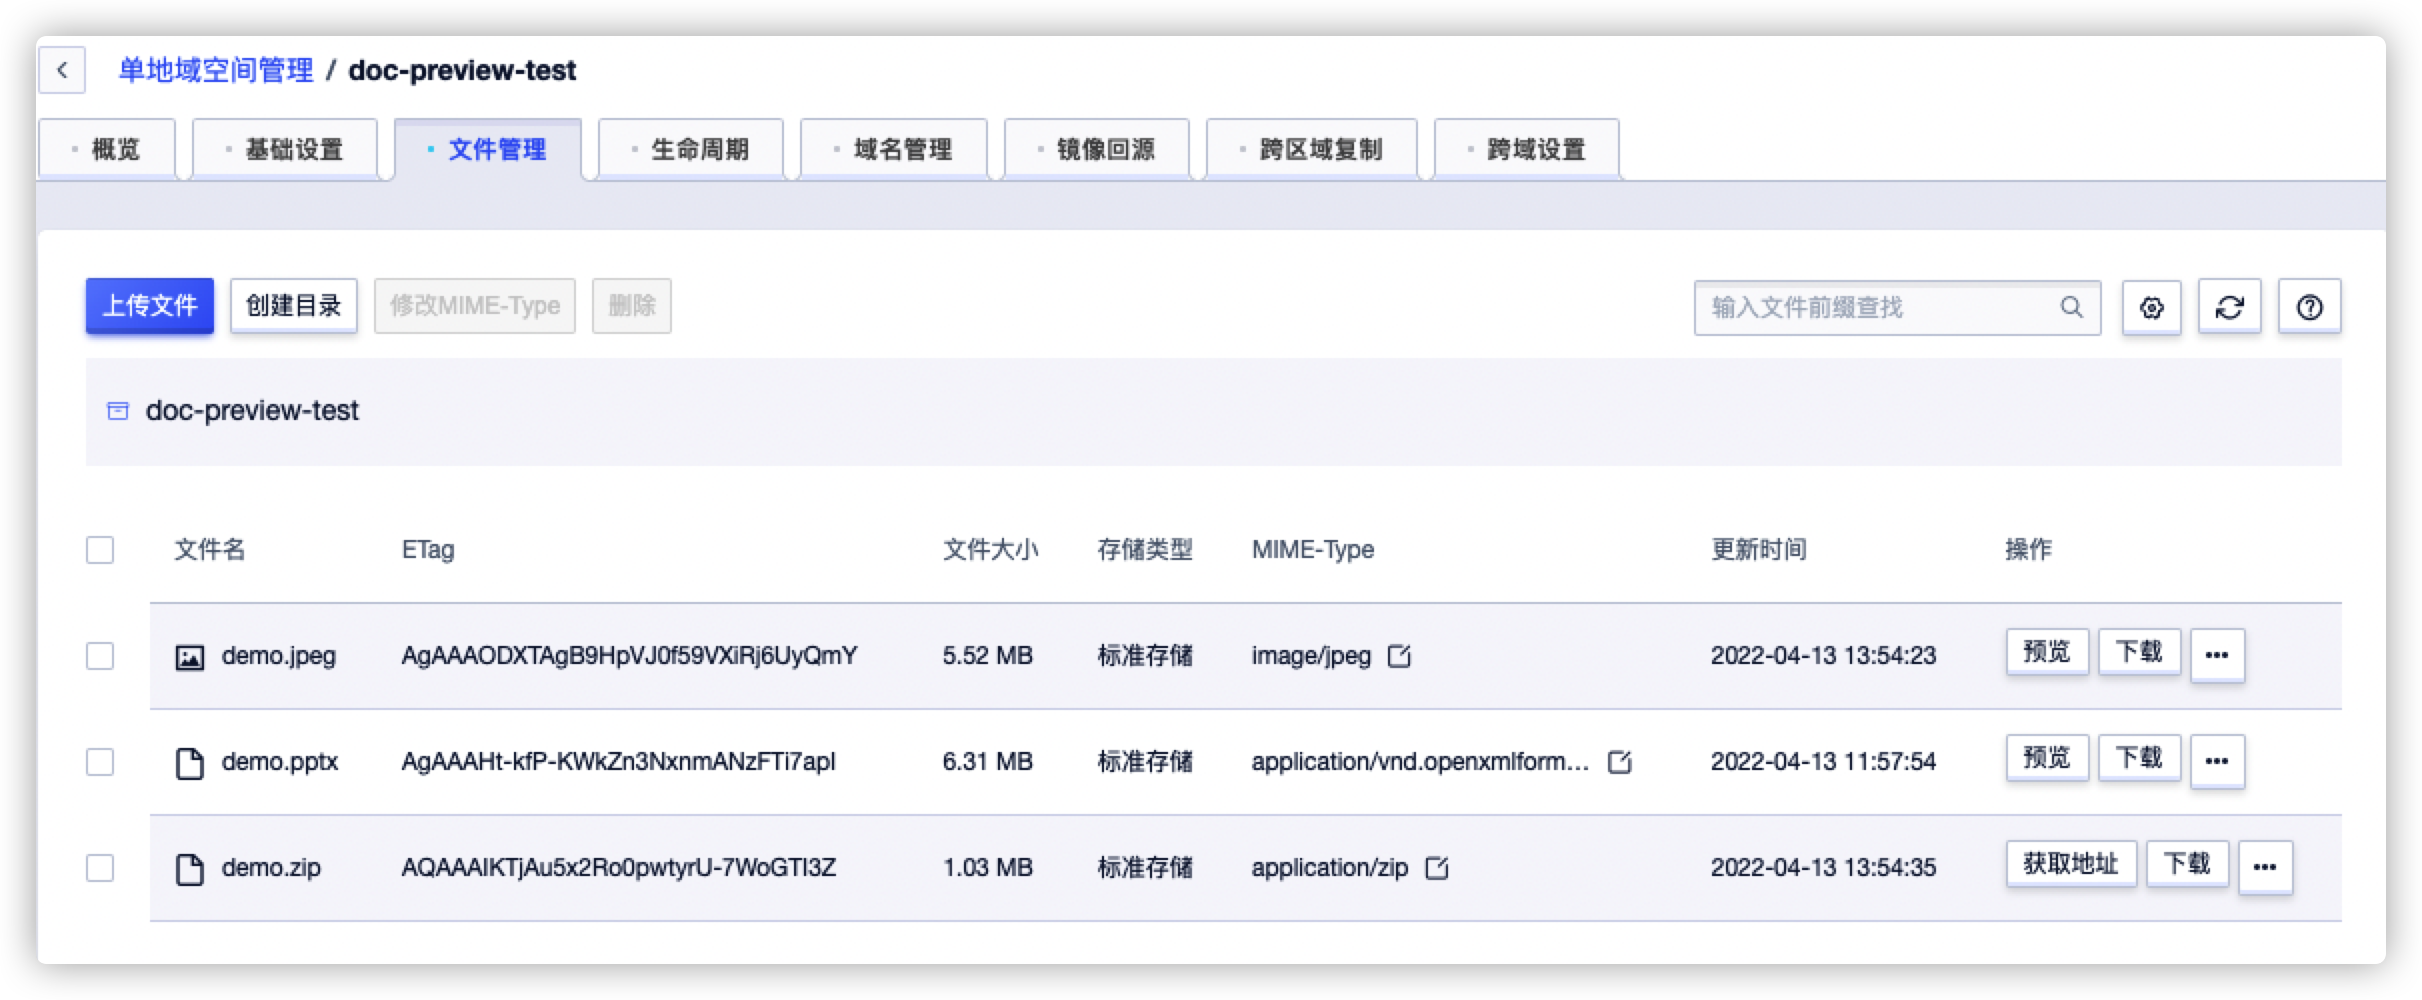 单地域空间管理 / doc-preview-test
概览 基础设置 文件管理 生命周期 域名管理 镜像回源 跨区域复制 跨域设置
上传文件 创建目录 修改MIME-Type 删除 输入文件前缀查找
doc-preview-test
文件名 ETag 文件大小 存储类型 MIME-Type 更新时间 操作
demo.jpeg AgAAAODXTAgB9HpVJ0f59VXiRj6UyQmY 5.52 MB 标准存储 image/jpeg 2022-04-13 13:54:23 预览 下载 •••
demo.pptx AgAAAHt-kfP-KWkZn3NxnmANzFTi7apI 6.31 MB 标准存储 application/vnd.openxmlform... 2022-04-13 11:57:54 预览 下载 •••
demo.zip AQAAAIKTjAu5x2Ro0pwtyrU-7WoGTI3Z 1.03 MB 标准存储 application/zip 2022-04-13 13:54:35 获取地址 下载 •••